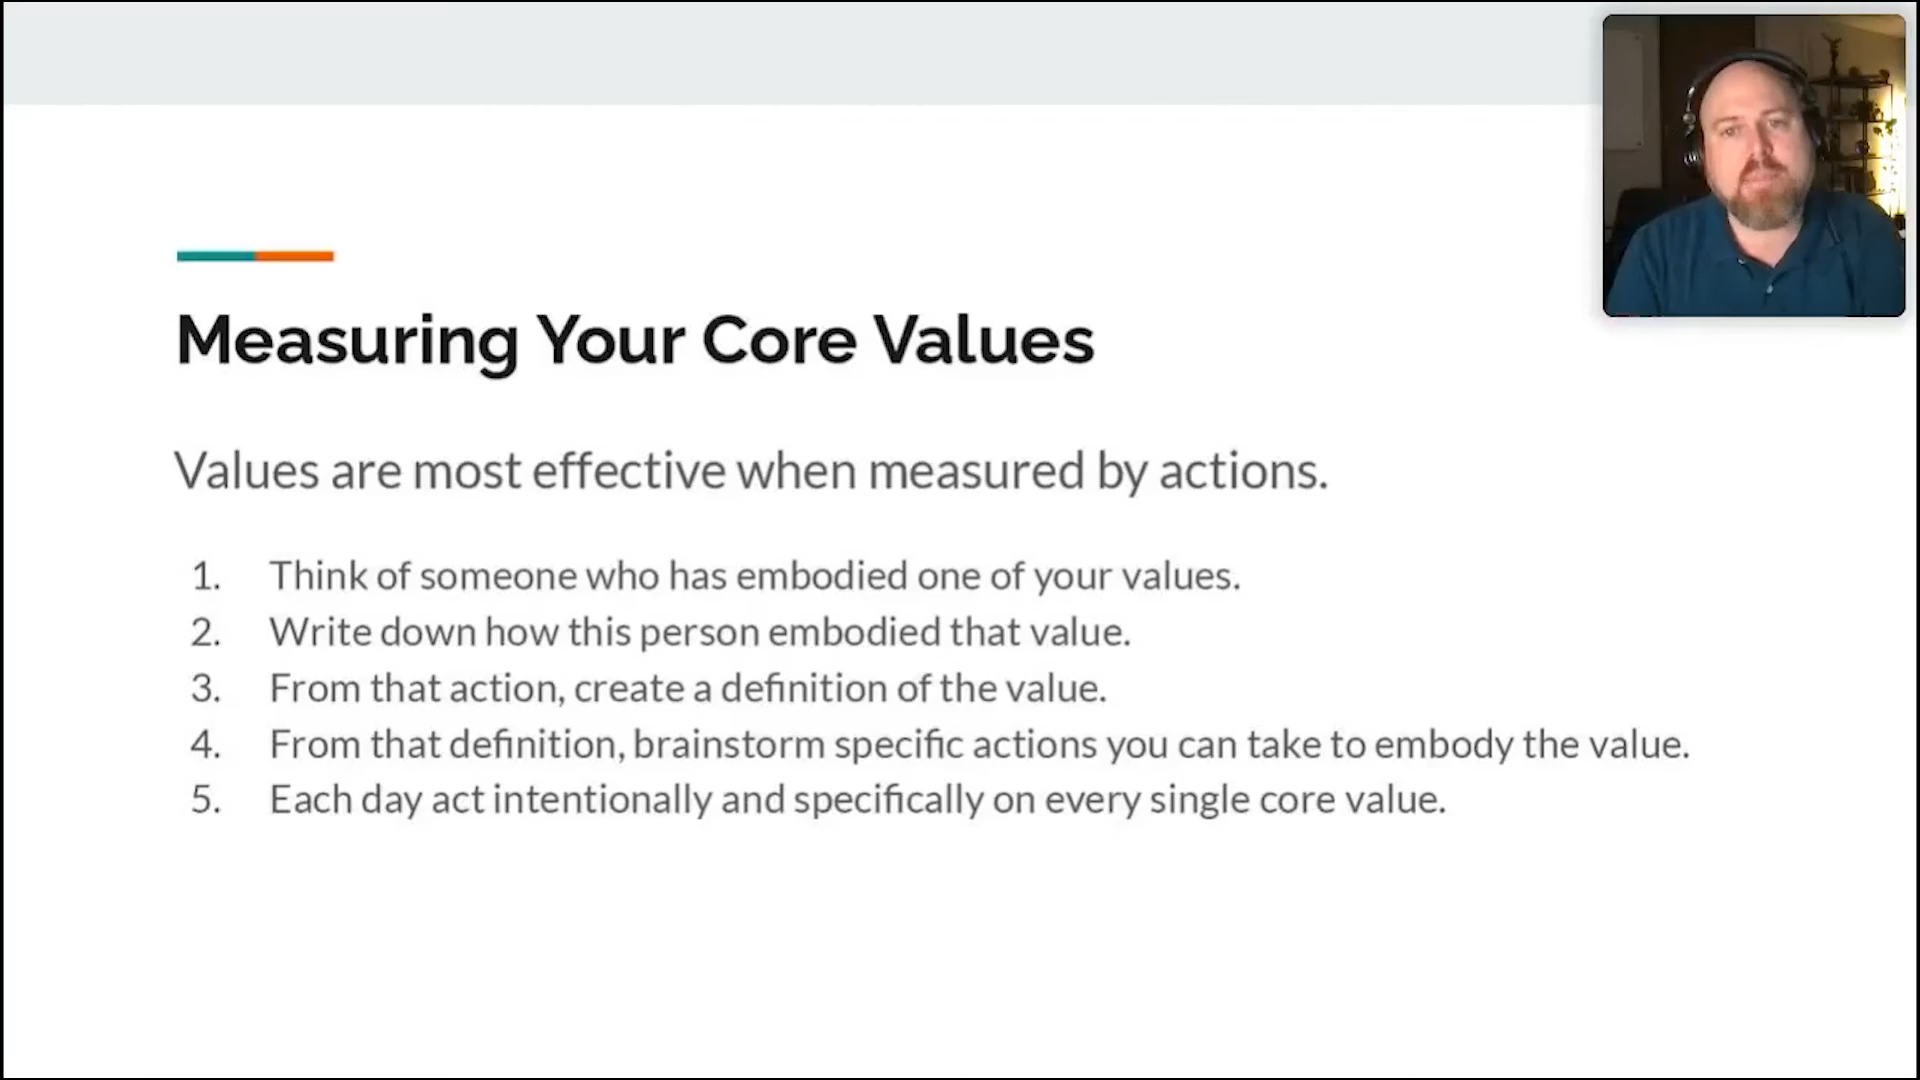 Measuring Your Core Values
Values are most effective when measured by actions.
1. Think of someone who has embodied one of your values.
2. Write down how this person embodied that value.
3. From that action, create a definition of the value.
4. From that definition, brainstorm specific actions you can take to embody the value.
5. Each day act intentionally and specifically on every single core value.